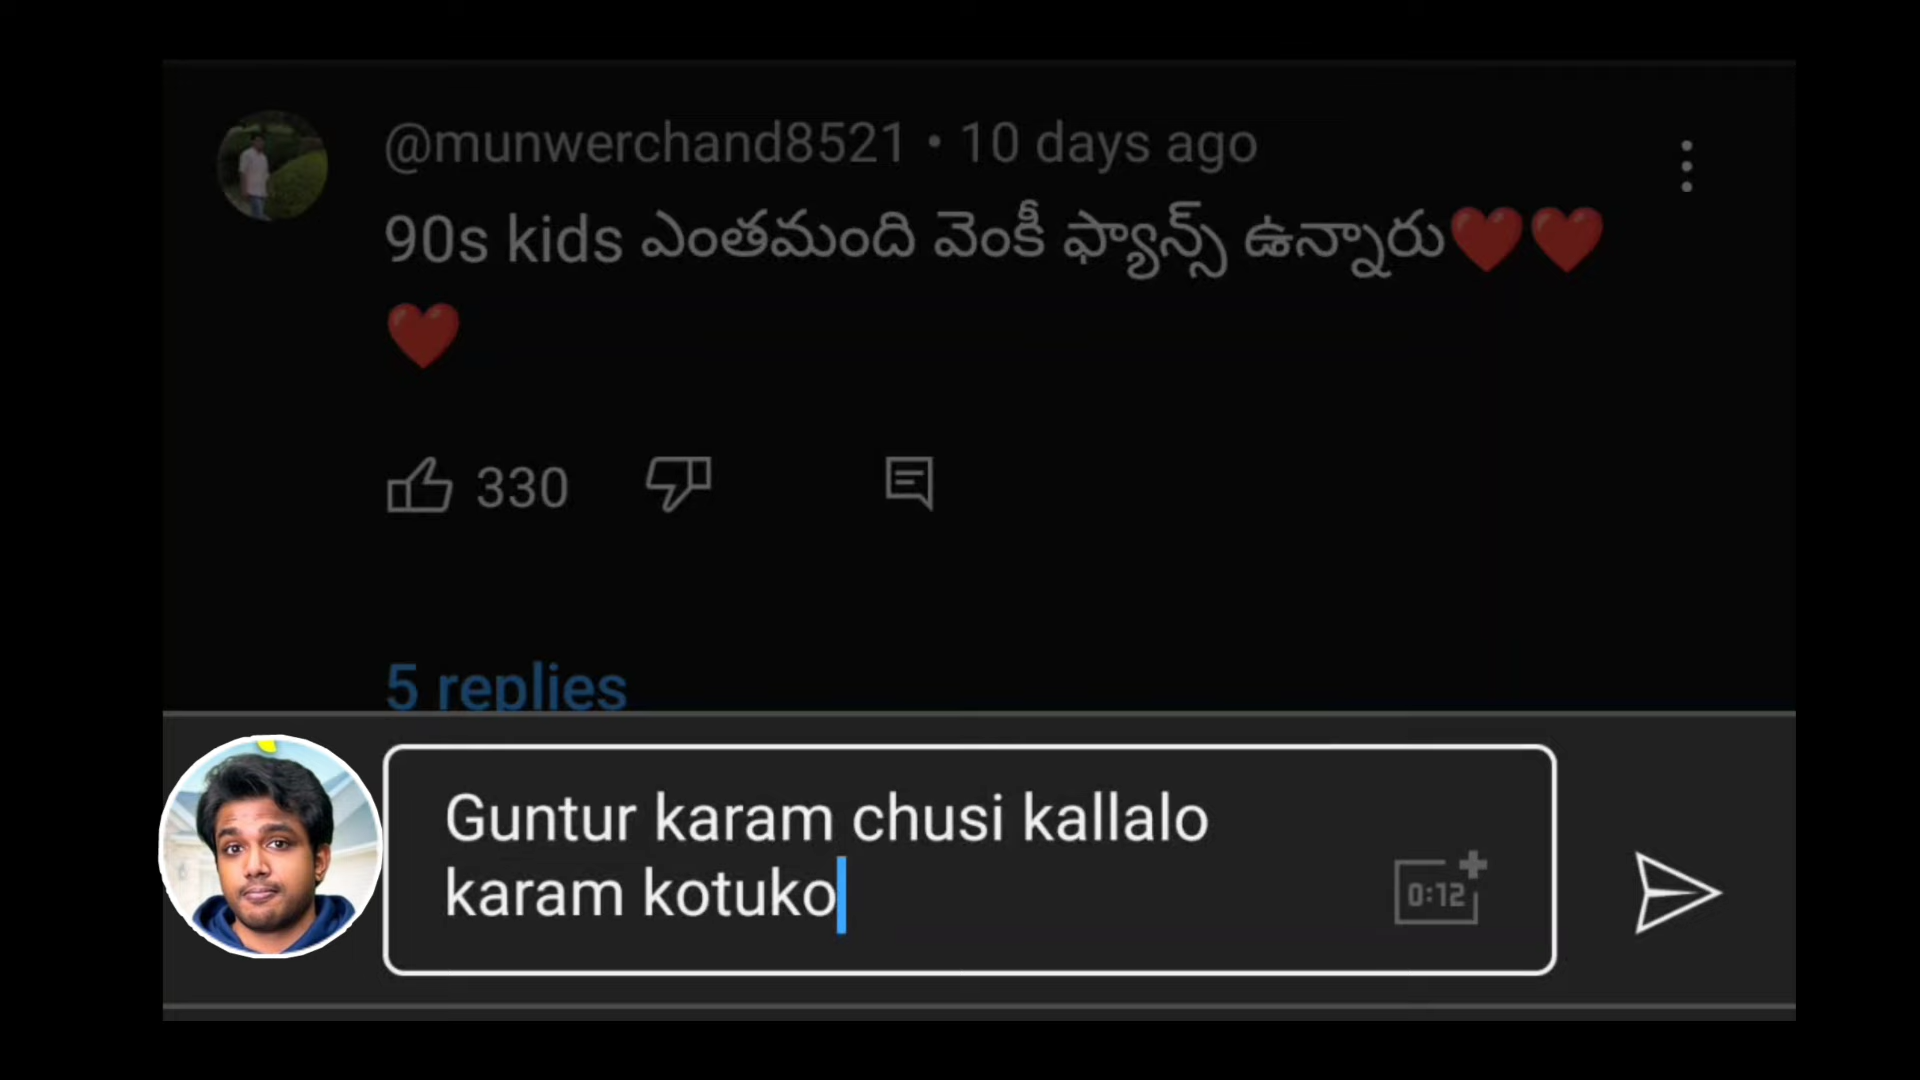 @munwerchand8521 • 10 days ago
90s kids ఎంతమంది వెంకీ ఫ్యాన్స్ ఉన్నారు❤️❤️
❤️
330
5 replies
Guntur karam chusi kallalo
karam kotuko
0:12